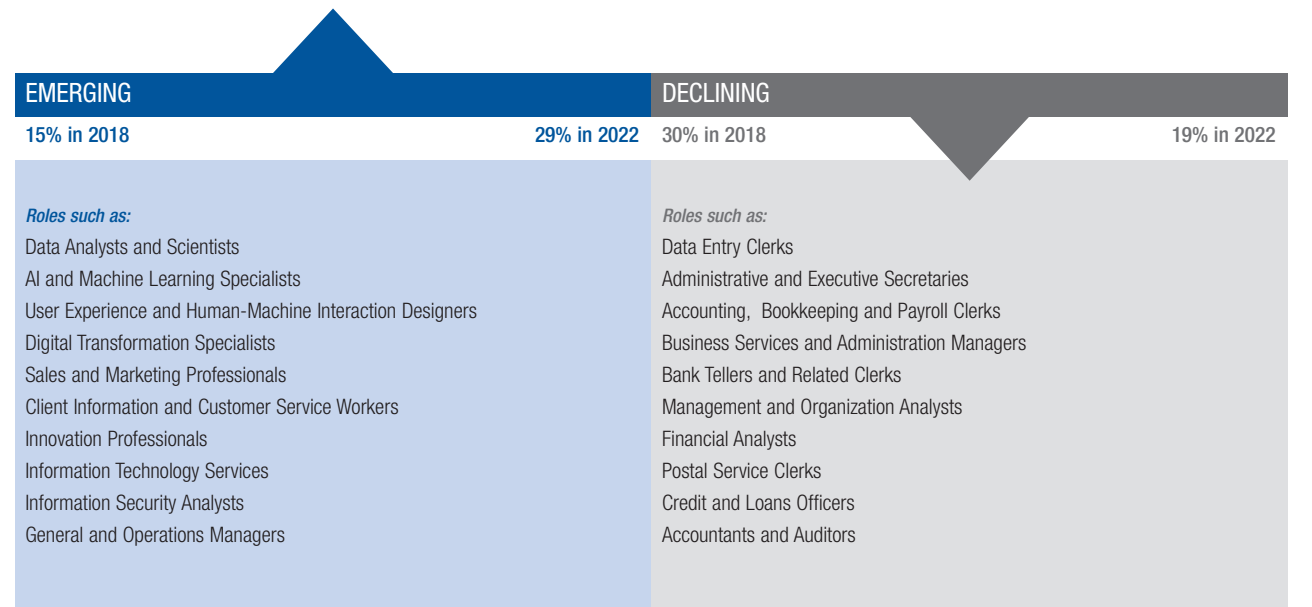 EMERGING
15% in 2018
29% in 2022
Roles such as:
Data Analysts and Scientists
AI and Machine Learning Specialists
User Experience and Human-Machine Interaction Designers
Digital Transformation Specialists
Sales and Marketing Professionals
Client Information and Customer Service Workers
Innovation Professionals
Information Technology Services
Information Security Analysts
General and Operations Managers
DECLINING
30% in 2018
19% in 2022
Roles such as:
Data Entry Clerks
Administrative and Executive Secretaries
Accounting,  Bookkeeping and Payroll Clerks
Business Services and Administration Managers
Bank Tellers and Related Clerks
Management and Organization Analysts
Financial Analysts
Postal Service Clerks
Credit and Loans Officers
Accountants and Auditors